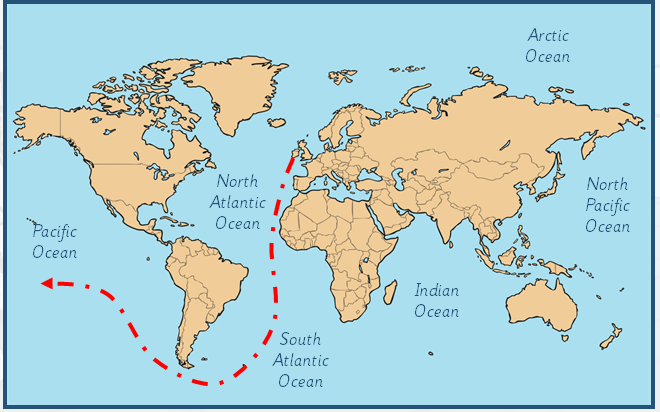 Arctic
Ocean
North
Atlantic
Ocean
North
Pacific
Ocean
Pacific
Ocean
Indian
Ocean
South
Atlantic
Ocean